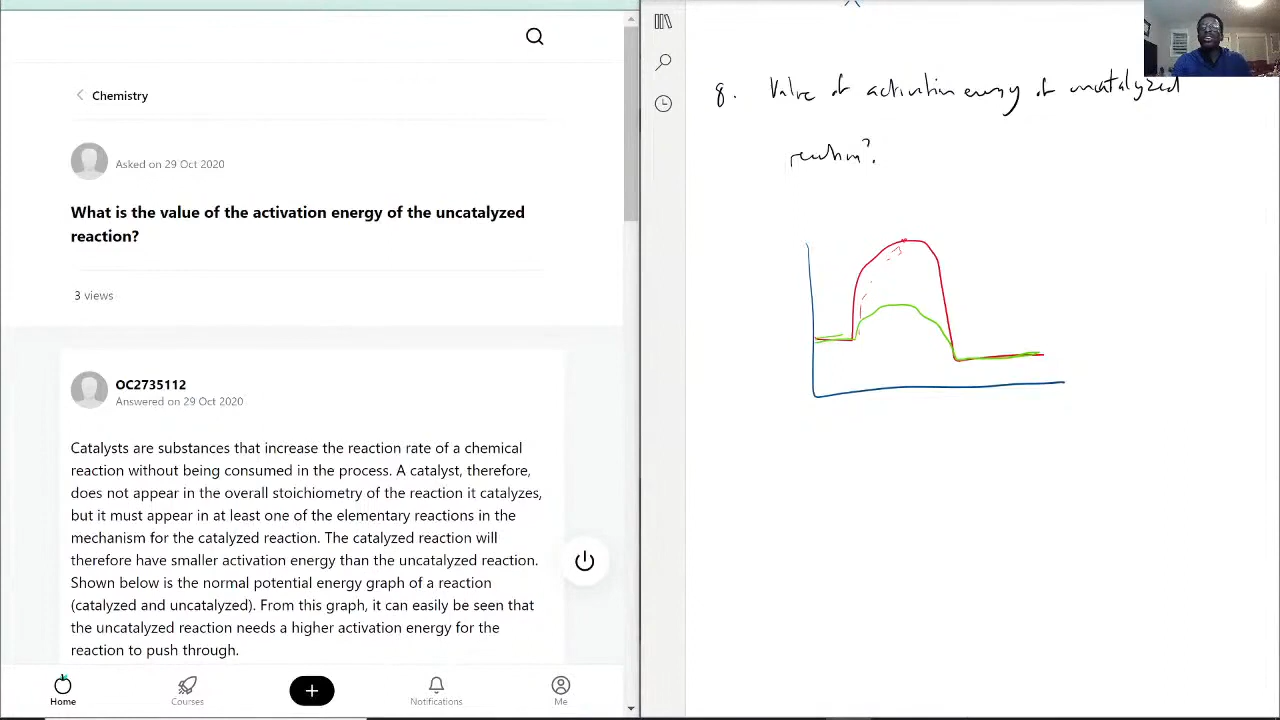 Chemistry
Asked on 29 Oct 2020
What is the value of the activation energy of the uncatalyzed
reaction?
3 views
OC2735112
Answered on 29 Oct 2020
Catalysts are substances that increase the reaction rate of a chemical
reaction without being consumed in the process. A catalyst, therefore,
does not appear in the overall stoichiometry of the reaction it catalyzes,
but it must appear in at least one of the elementary reactions in the
mechanism for the catalyzed reaction. The catalyzed reaction will
therefore have smaller activation energy than the uncatalyzed reaction.
Shown below is the normal potential energy graph of a reaction
(catalyzed and uncatalyzed). From this graph, it can easily be seen that
the uncatalyzed reaction needs a higher activation energy for the
reaction to push through.
Home
Courses
Notifications
Me
8. Value of activation energy of uncatalyzed
reaction?